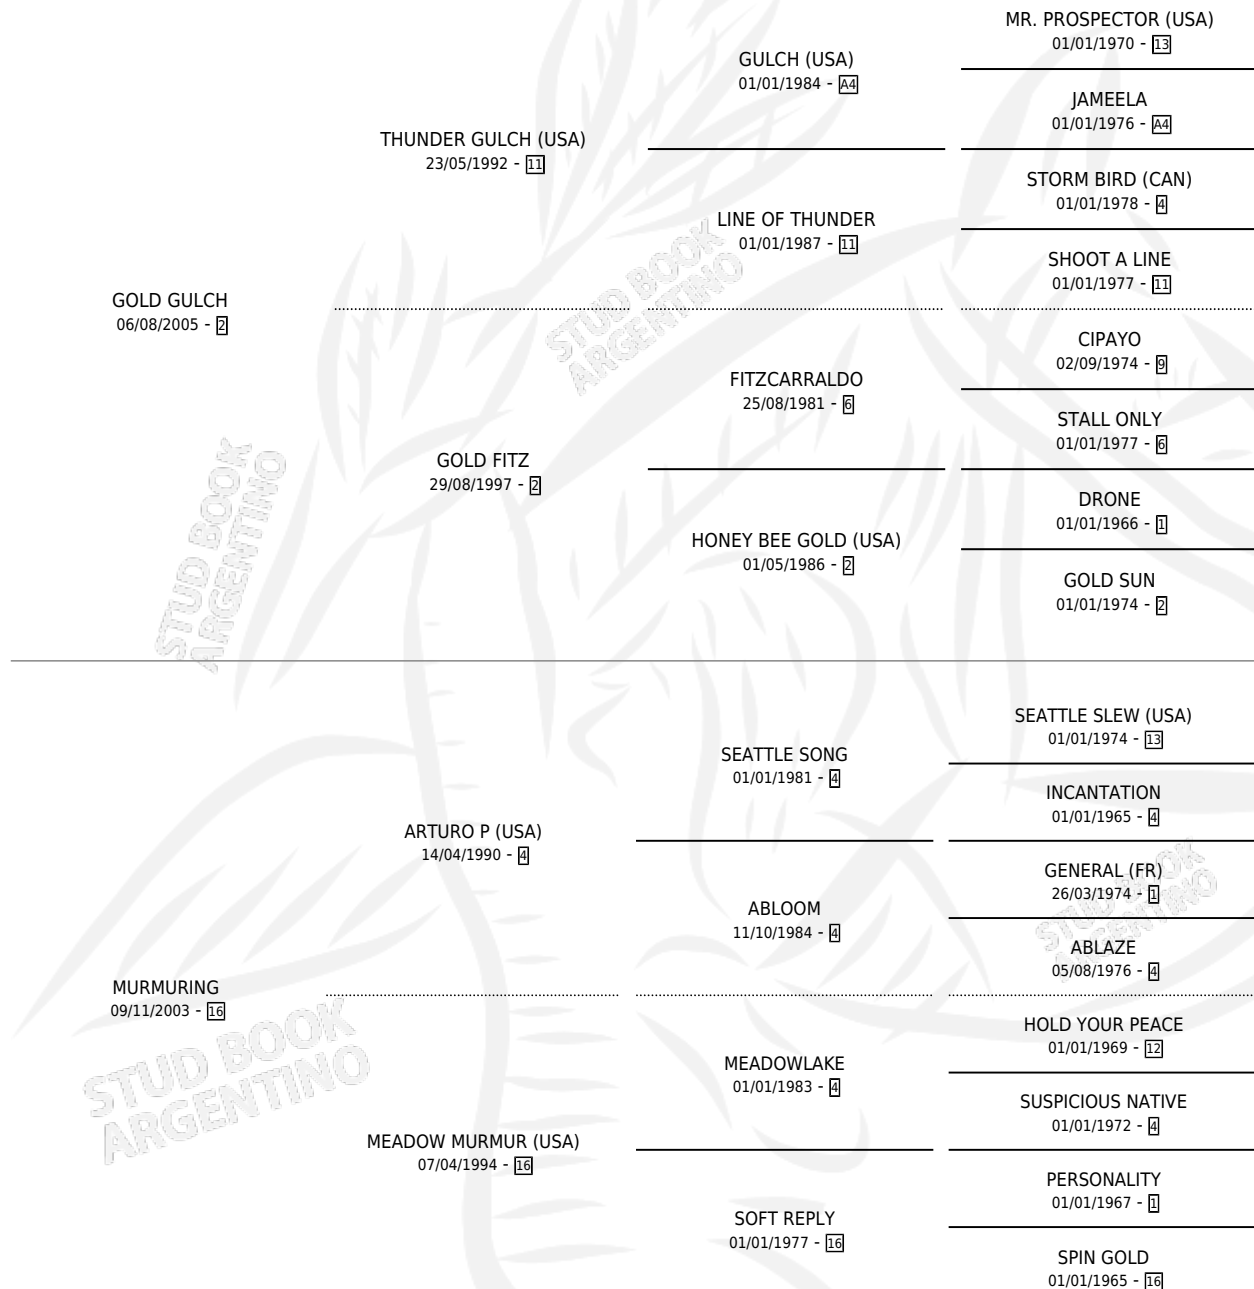 MR. PROSPECTOR (USA)
01/01/1970 - 13
GULCH (USA)
01/01/1984 - A4
JAMEELA
01/01/1976 - A4
THUNDER GULCH (USA)
23/05/1992 - 11
STORM BIRD (CAN)
01/01/1978 - 4
LINE OF THUNDER
01/01/1987 - 11
SHOOT A LINE
01/01/1977 - 11
GOLD GULCH
06/08/2005 - 2
CIPAYO
02/09/1974 - 9
FITZCARRALDO
25/08/1981 - 6
STALL ONLY
01/01/1977 - 6
GOLD FITZ
29/08/1997 - 2
DRONE
01/01/1966 - 1
HONEY BEE GOLD (USA)
01/05/1986 - 2
GOLD SUN
01/01/1974 - 2
SEATTLE SLEW (USA)
01/01/1974 - 13
SEATTLE SONG
01/01/1981 - 4
INCANTATION
01/01/1965 - 4
ARTURO P (USA)
14/04/1990 - 4
GENERAL (FR)
26/03/1974 - 1
ABLOOM
11/10/1984 - 4
ABLAZE
05/08/1976 - 4
MURMURING
09/11/2003 - 16
HOLD YOUR PEACE
01/01/1969 - 12
MEADOWLAKE
01/01/1983 - 4
SUSPICIOUS NATIVE
01/01/1972 - 4
MEADOW MURMUR (USA)
07/04/1994 - 16
PERSONALITY
01/01/1967 - 1
SOFT REPLY
01/01/1977 - 16
SPIN GOLD
01/01/1965 - 16
STUD BOOK
ARGENTINO
STUD BOOK
ARGENTINO
STUD BOOK
ARGENTINO
STUD BOOK
ARGENTINO